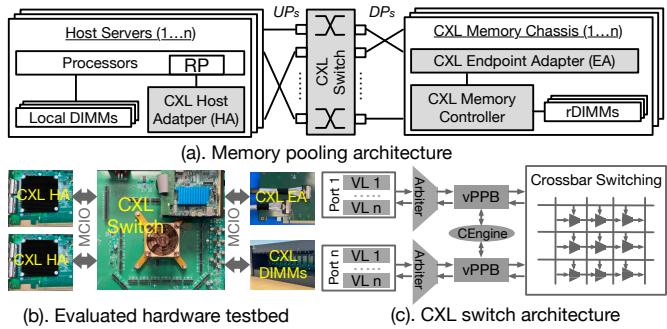 UPs
DPs
Host Servers (1...n)
Processors
RP
Local DIMMs
CXL Host
Adatper (HA)
CXL
Switch
CXL Memory Chassis (1...n)
CXL Endpoint Adapter (EA)
CXL Memory
Controller
rDIMMs
(a). Memory pooling architecture
CXL HA
CXL HA
MCIO
CXL
Switch
MCIO
CXL EA
CXL
DIMMs
(b). Evaluated hardware testbed
Port 1
VL 1
VL n
Arbiter
vPPB
CEngine
Port n
VL 1
VL n
Arbiter
vPPB
Crossbar Switching
(c). CXL switch architecture